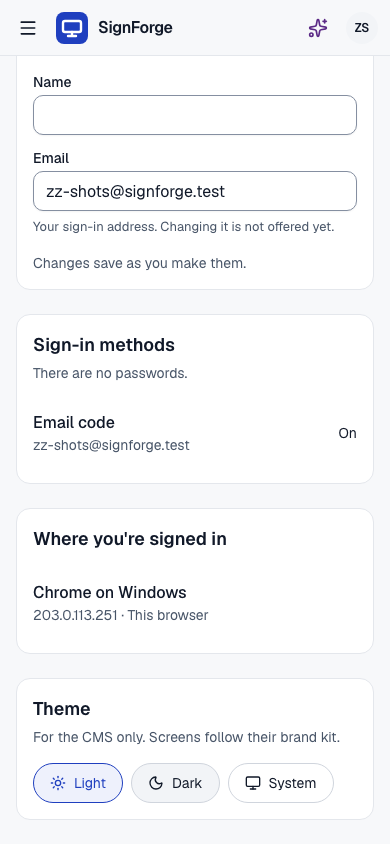 SignForge
ZS
Name
Email
zz-shots@signforge.test
Your sign-in address. Changing it is not offered yet.
Changes save as you make them.
Sign-in methods
There are no passwords.
Email code
On
zz-shots@signforge.test
Where you're signed in
Chrome on Windows
203.0.113.251 · This browser
Theme
For the CMS only. Screens follow their brand kit.
Light Dark System